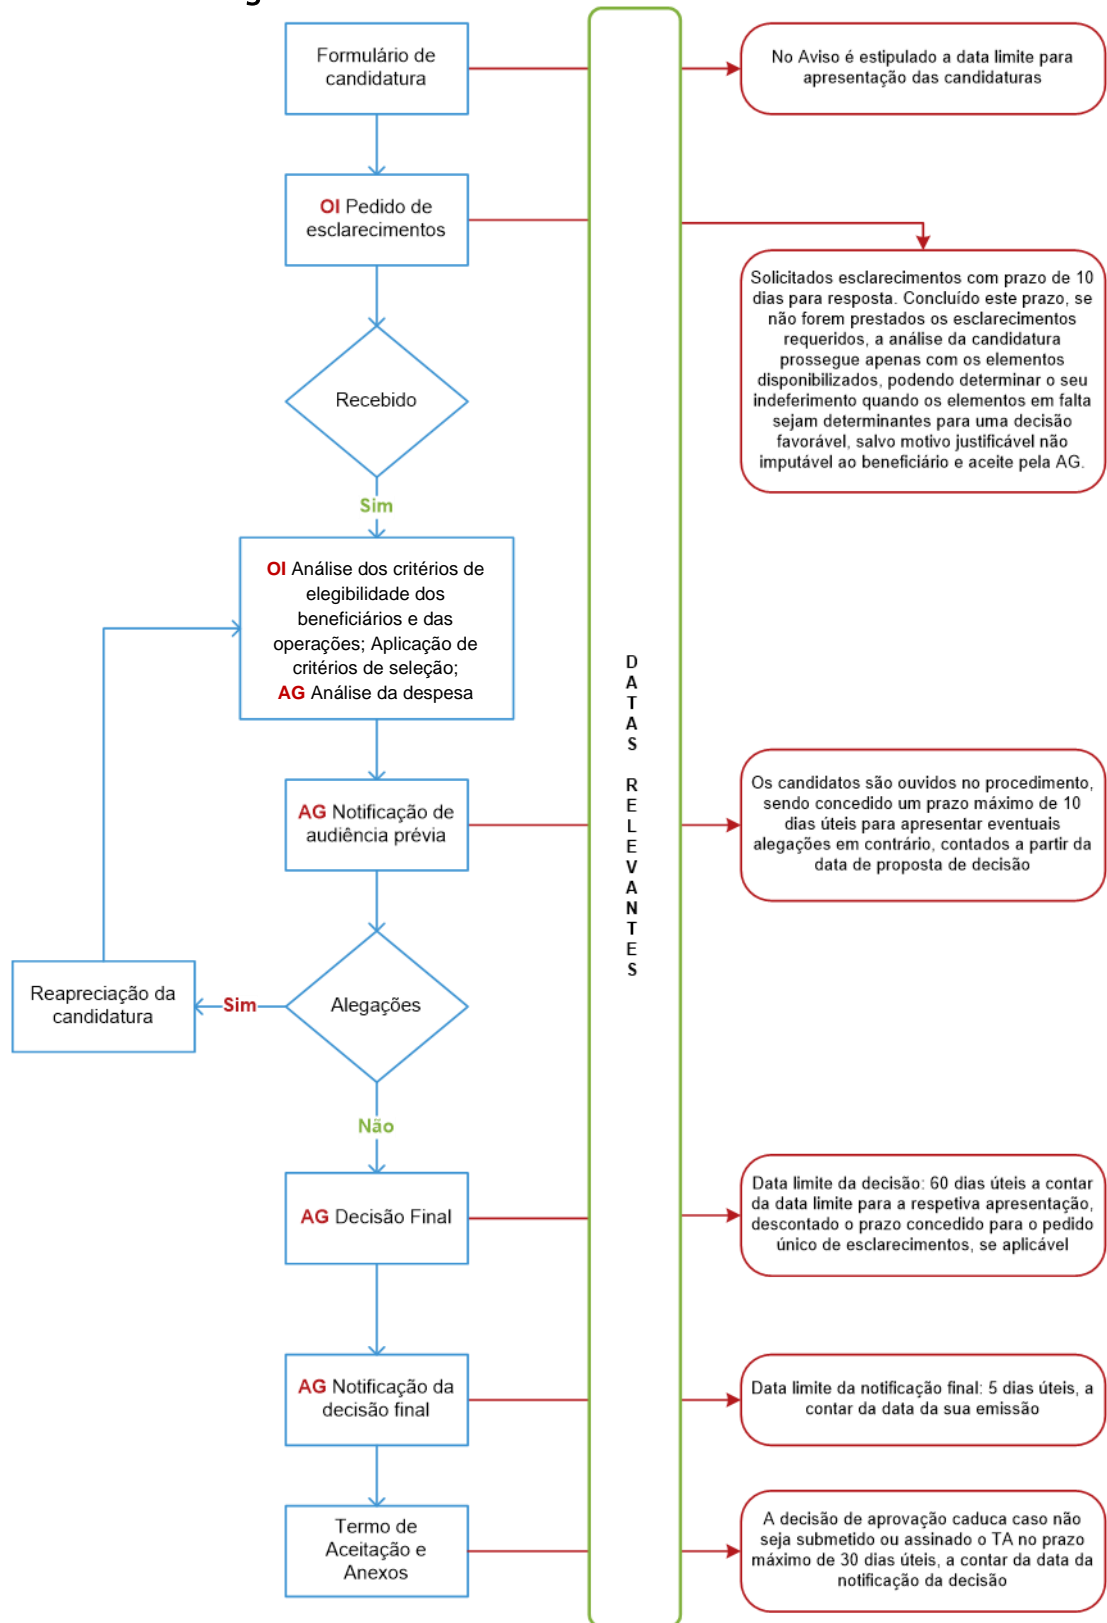 Formulário de
candidatura
No Aviso é estipulado a data limite para
apresentação das candidaturas
OI Pedido de
esclarecimentos
Solicitados esclarecimentos com prazo de 10
dias para resposta. Concluído este prazo, se
não forem prestados os esclarecimentos
requeridos, a análise da candidatura
prossegue apenas com os elementos
disponibilizados, podendo determinar o seu
indeferimento quando os elementos em falta
sejam determinantes para uma decisão
favorável, salvo motivo justificável não
imputável ao beneficiário e aceite pela AG.
Recebido
Sim
OI Análise dos critérios de
elegibilidade dos
beneficiários e das
operações; Aplicação de
critérios de seleção;
AG Análise da despesa
DATAS RELEVANTES
AG Notificação de
audiência prévia
Os candidatos são ouvidos no procedimento,
sendo concedido um prazo máximo de 10
dias úteis para apresentar eventuais
alegações em contrário, contados a partir da
data de proposta de decisão
Reapreciação da
candidatura
Sim
Alegações
Não
AG Decisão Final
Data limite da decisão: 60 dias úteis a contar
da data limite para a respetiva apresentação,
descontado o prazo concedido para o pedido
único de esclarecimentos, se aplicável
AG Notificação da
decisão final
Data limite da notificação final: 5 dias úteis, a
contar da data da sua emissão
Termo de
Aceitação e
Anexos
A decisão de aprovação caduca caso não
seja submetido ou assinado o TA no prazo
máximo de 30 dias úteis, a contar da data da
notificação da decisão